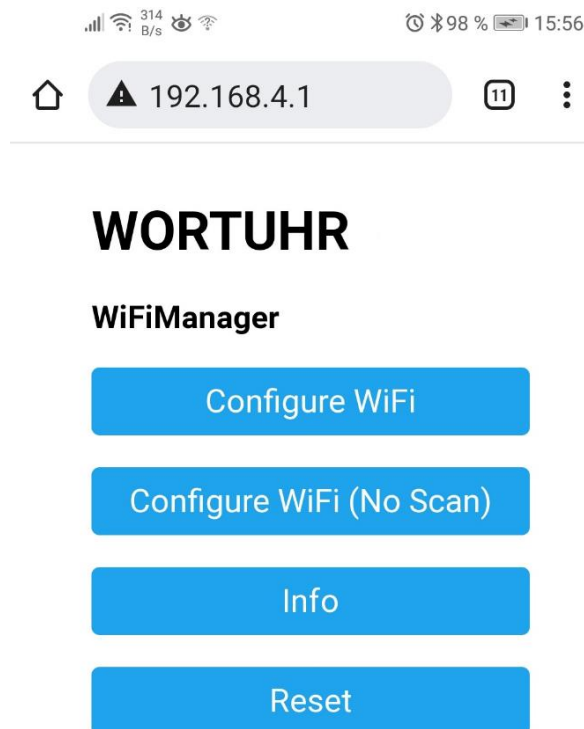 314
B/s
98 %
15:56
192.168.4.1
11
WORTUHR
WiFiManager
Configure WiFi
Configure WiFi (No Scan)
Info
Reset